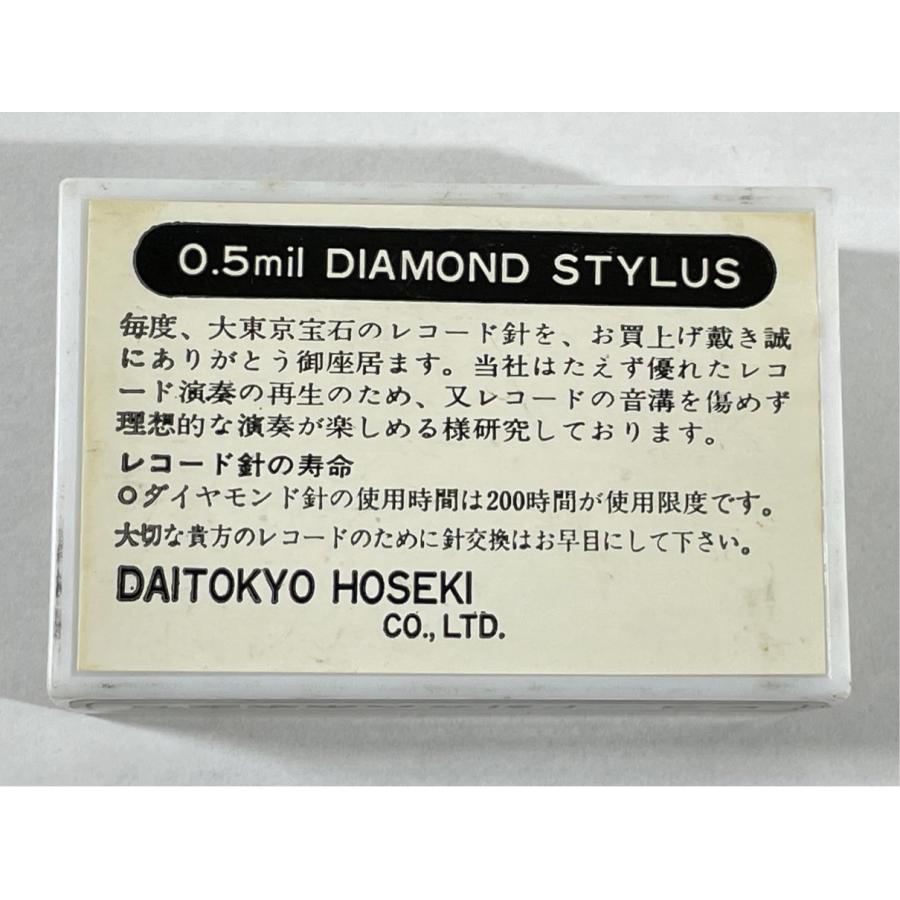 0.5mil DIAMOND STYLUS
毎度、大東京宝石のレコード針を、お買上げ戴き誠
にありがとう御座居ます。当社はたえず優れたレコ
ード演奏の再生のため、又レコードの音溝を傷めず
理想的な演奏が楽しめる様研究しております。
レコード針の寿命
○ダイヤモンド針の使用時間は200時間が使用限度です。
大切な貴方のレコードのために針交換はお早目にして下さい。
DAITOKYO HOSEKI
CO., LTD.